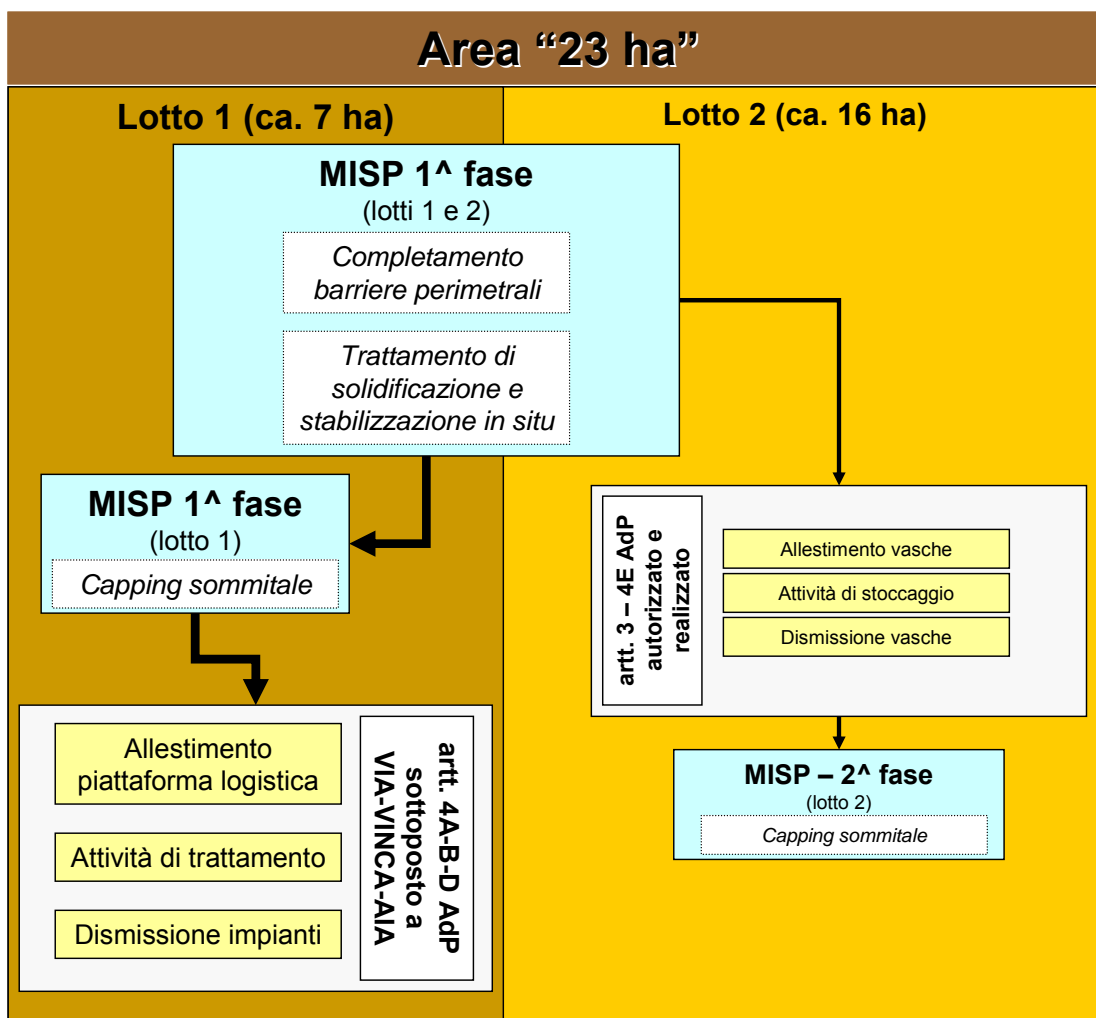 Area “23 ha”
Lotto 1 (ca. 7 ha)
Lotto 2 (ca. 16 ha)
MISP 1^ fase
(lotti 1 e 2)
Completamento
barriere perimetrali
Trattamento di
solidificazione e
stabilizzazione in situ
MISP 1^ fase
(lotto 1)
Capping sommitale
artt. 3 – 4E AdP
autorizzato e
realizzato
Allestimento vasche
Attività di stoccaggio
Dismissione vasche
Allestimento
piattaforma logistica
Attività di trattamento
Dismissione impianti
artt. 4A-B-D AdP
sottoposto a
VIA-VINCA-AIA
MISP – 2^ fase
(lotto 2)
Capping sommitale